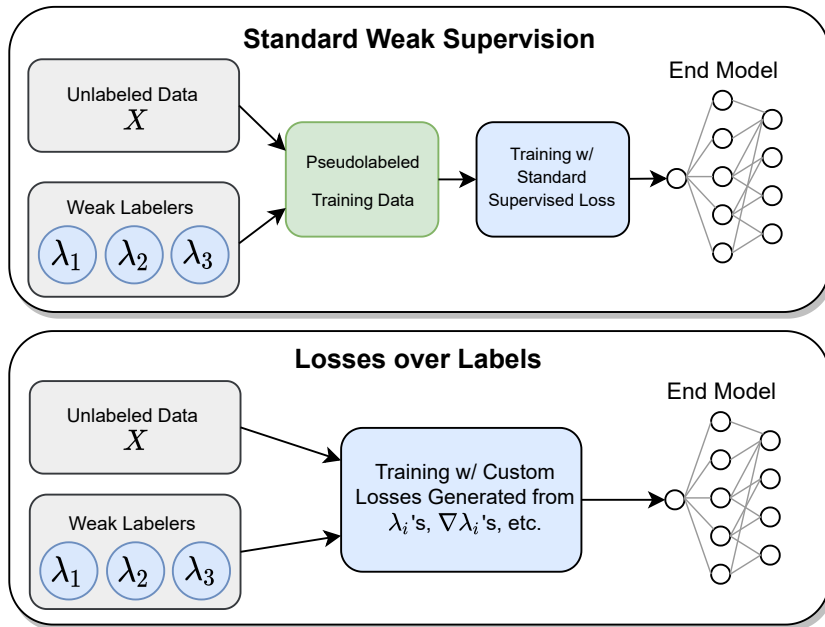 Standard Weak Supervision
Unlabeled Data
X
Weak Labelers
λ₁ λ₂ λ₃
Pseudolabeled
Training Data
Training w/
Standard
Supervised Loss
End Model
Losses over Labels
Unlabeled Data
X
Weak Labelers
λ₁ λ₂ λ₃
Training w/ Custom
Losses Generated from
λᵢ's, ∇λᵢ's, etc.
End Model